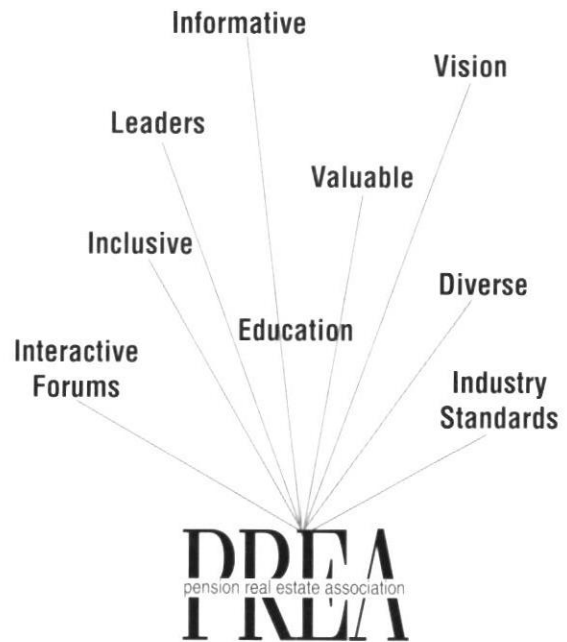 Informative
Vision
Leaders
Valuable
Inclusive
Diverse
Education
Interactive
Forums
Industry
Standards
PREA
pension real estate association